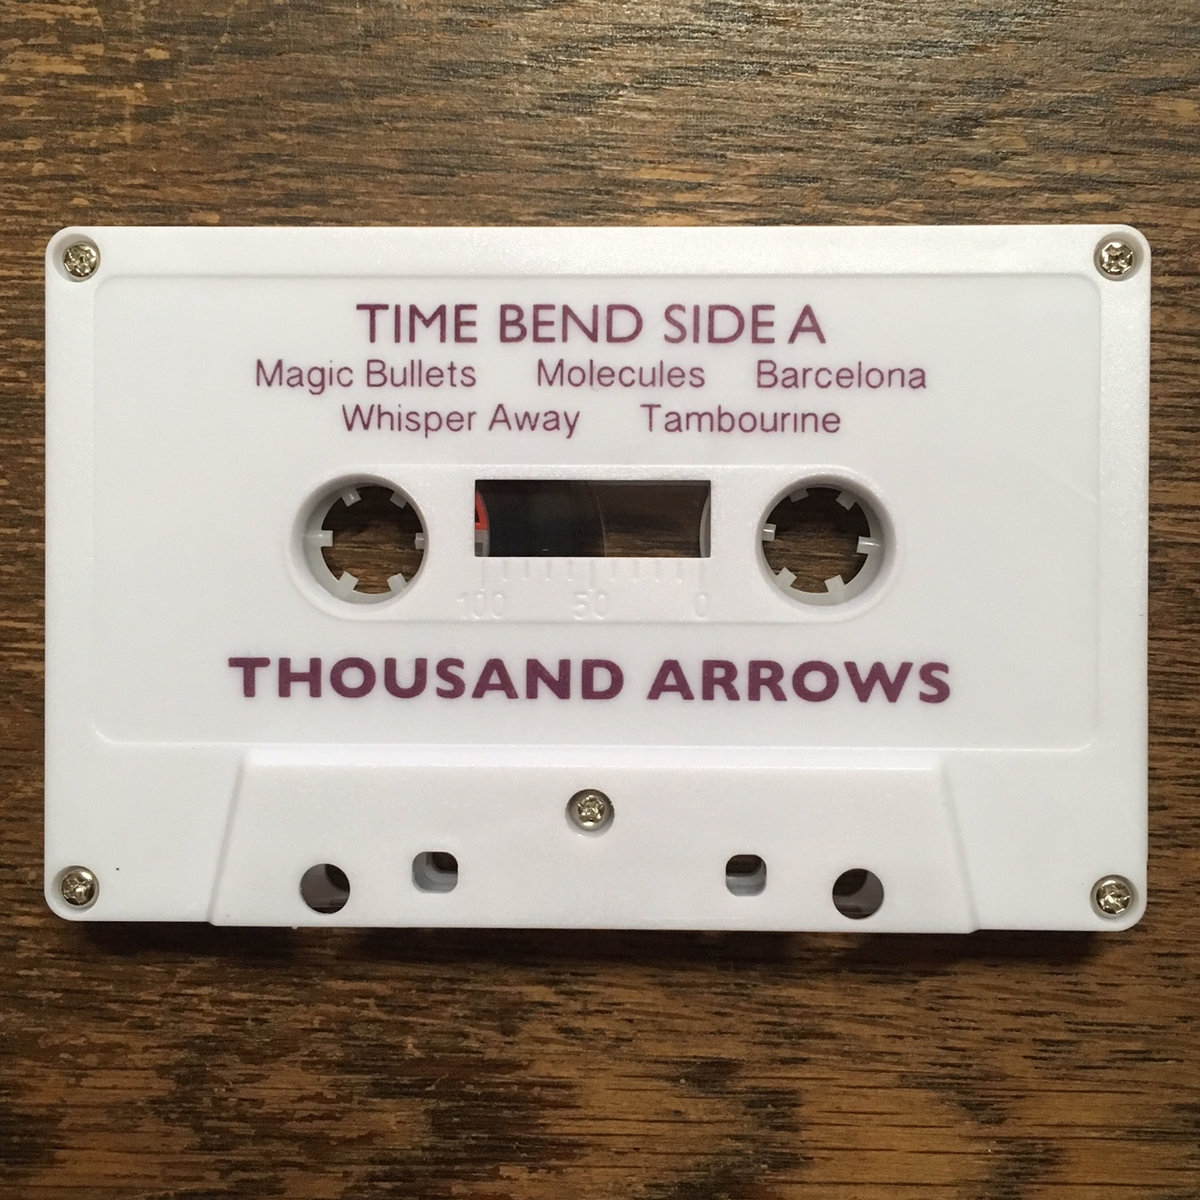 TIME BEND SIDE A
Magic Bullets Molecules Barcelona
Whisper Away Tambourine
100 50 0
THOUSAND ARROWS